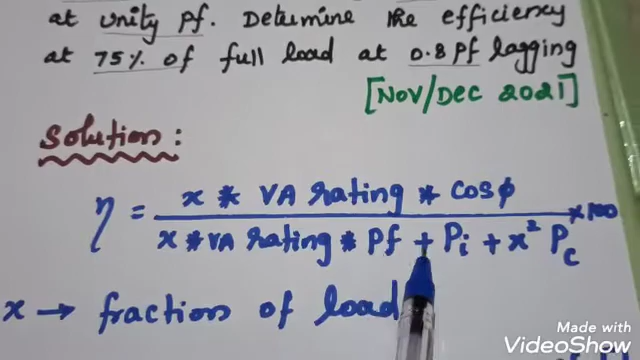 at unity pf. Determine the efficiency
at 75% of full load at 0.8 pf lagging
[Nov/Dec 2021]
Solution:
η = x * VA rating * cosϕ / x * VA rating * Pf + Pi + x² Pc × 100
x → fraction of load
Made with
VideoShow